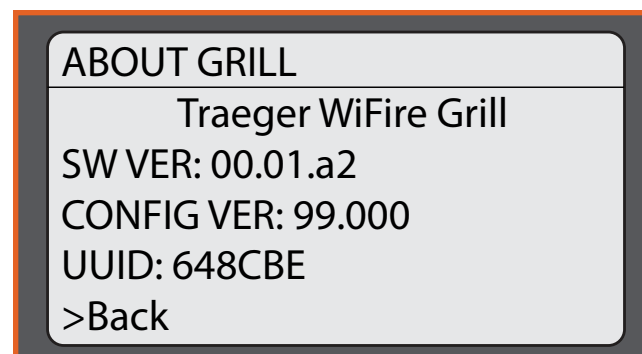 ABOUT GRILL
Traeger WiFire Grill
SW VER: 00.01.a2
CONFIG VER: 99.000
UUID: 648CBE
>Back